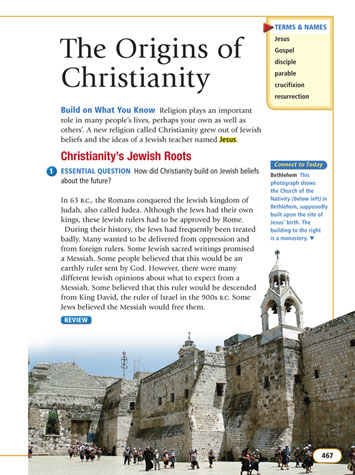 TERMS & NAMES
Jesus
Gospel
disciple
parable
crucifixion
resurrection
The Origins of
Christianity
Build on What You Know Religion plays an important
role in many people's lives, perhaps your own as well as
others'. A new religion called Christianity grew out of Jewish
beliefs and the ideas of a Jewish teacher named Jesus.
Christianity's Jewish Roots
1 ESSENTIAL QUESTION How did Christianity build on Jewish beliefs
about the future?
In 63 B.C., the Romans conquered the Jewish kingdom of
Judah, also called Judea. Although the Jews had their own
kings, these Jewish rulers had to be approved by Rome.
During their history, the Jews had frequently been treated
badly. Many wanted to be delivered from oppression and
from foreign rulers. Some Jewish sacred writings promised
a Messiah. Some people believed that this would be an
earthly ruler sent by God. However, there were many
different Jewish opinions about what to expect from a
Messiah. Some believed that this ruler would be descended
from King David, the ruler of Israel in the 900s B.C. Some
Jews believed the Messiah would free them.
REVIEW
Connect to Today
Bethlehem This
photograph shows
the Church of the
Nativity (below left) in
Bethlehem, supposedly
built upon the site of
Jesus' birth. The
building to the right
is a monastery. ▼
467